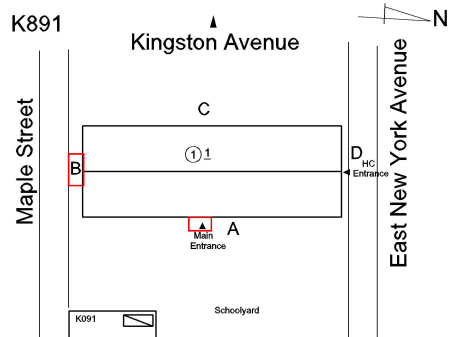 K891
N
Kingston Avenue
Maple Street
East New York Avenue
C
1 1
B
D
HC
Entrance
A
Main
Entrance
Schoolyard
K091